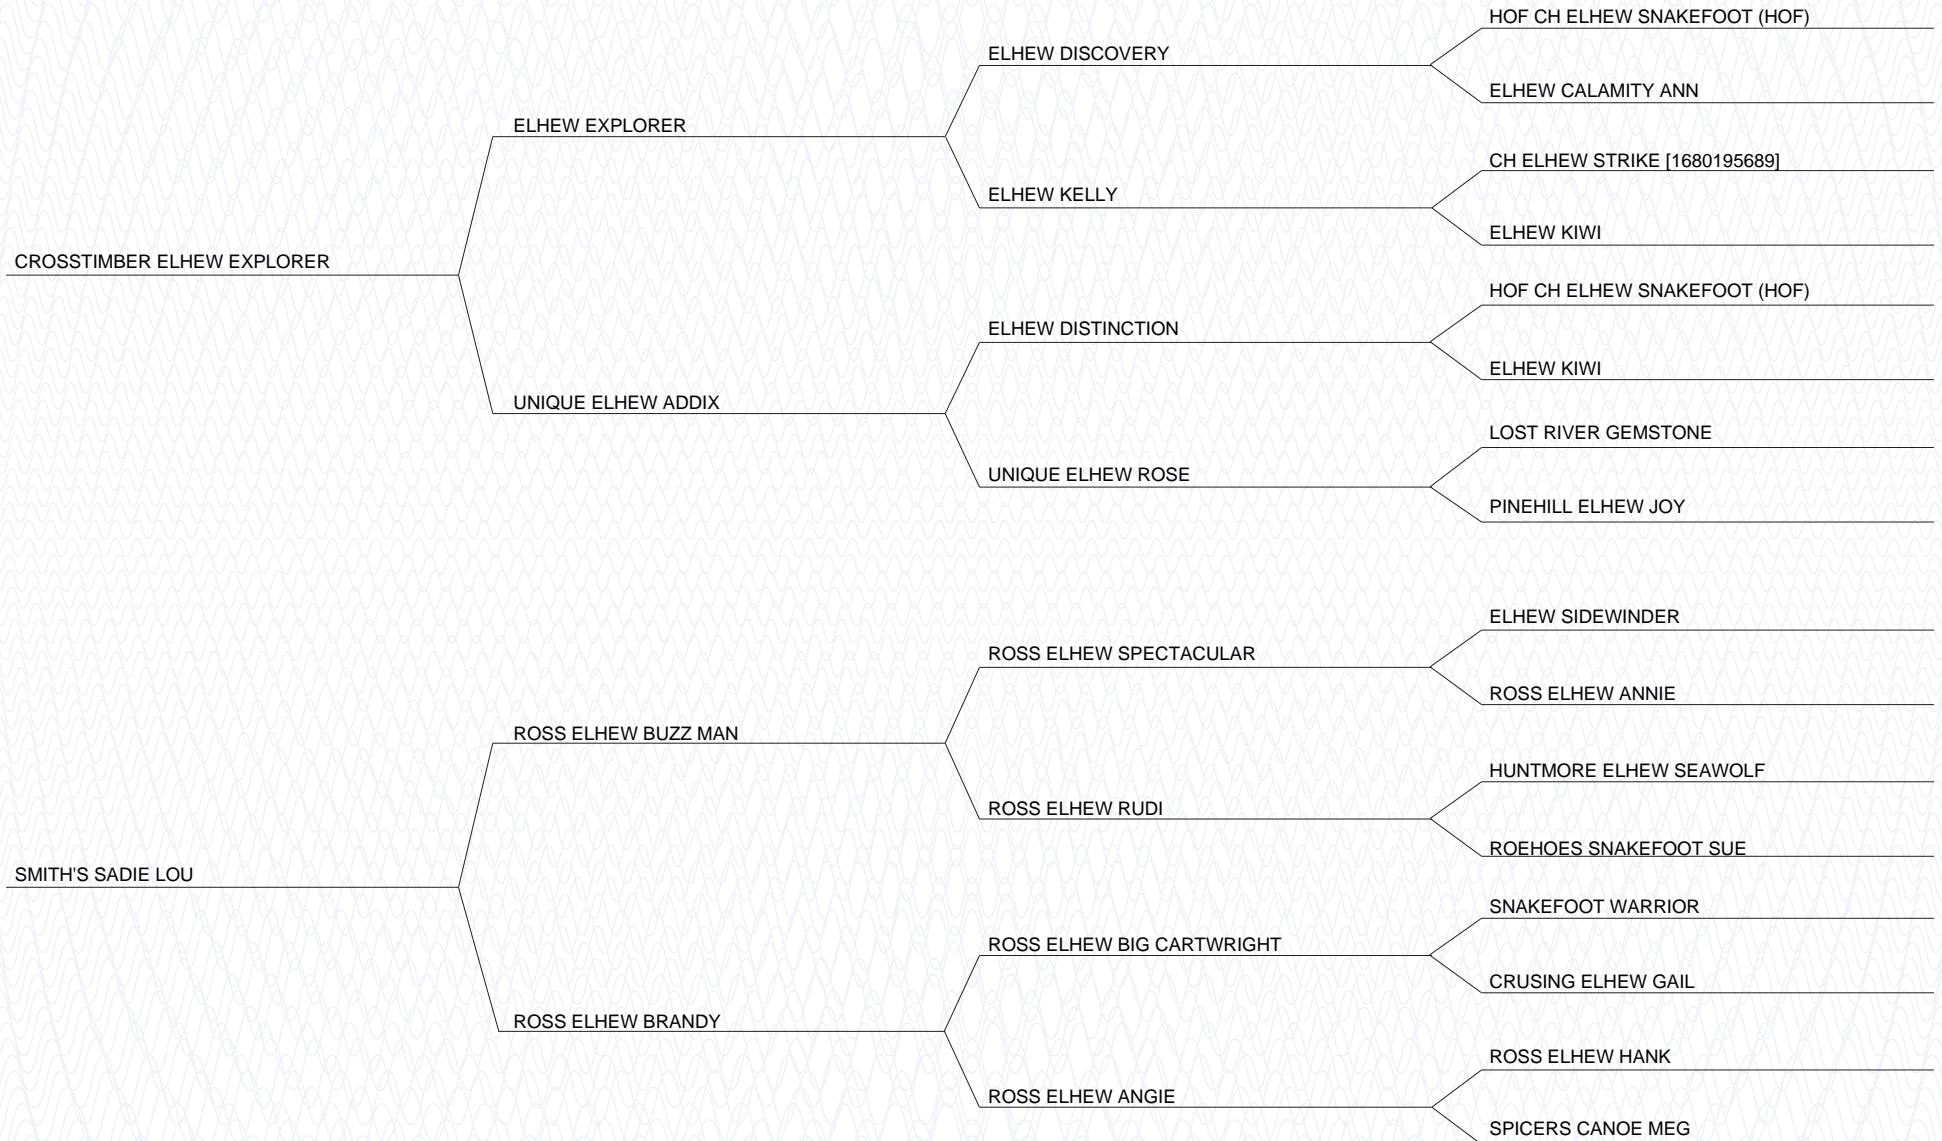 HOF CH ELHEW SNAKEFOOT (HOF)
ELHEW DISCOVERY
ELHEW CALAMITY ANN
ELHEW EXPLORER
CH ELHEW STRIKE [1680195689]
ELHEW KELLY
ELHEW KIWI
CROSSTIMBER ELHEW EXPLORER
HOF CH ELHEW SNAKEFOOT (HOF)
ELHEW DISTINCTION
ELHEW KIWI
UNIQUE ELHEW ADDIX
LOST RIVER GEMSTONE
UNIQUE ELHEW ROSE
PINEHILL ELHEW JOY
ELHEW SIDEWINDER
ROSS ELHEW SPECTACULAR
ROSS ELHEW ANNIE
ROSS ELHEW BUZZ MAN
HUNTMORE ELHEW SEAWOLF
ROSS ELHEW RUDI
ROEHOES SNAKEFOOT SUE
SMITH'S SADIE LOU
SNAKEFOOT WARRIOR
ROSS ELHEW BIG CARTWRIGHT
CRUSING ELHEW GAIL
ROSS ELHEW BRANDY
ROSS ELHEW HANK
ROSS ELHEW ANGIE
SPICERS CANOE MEG